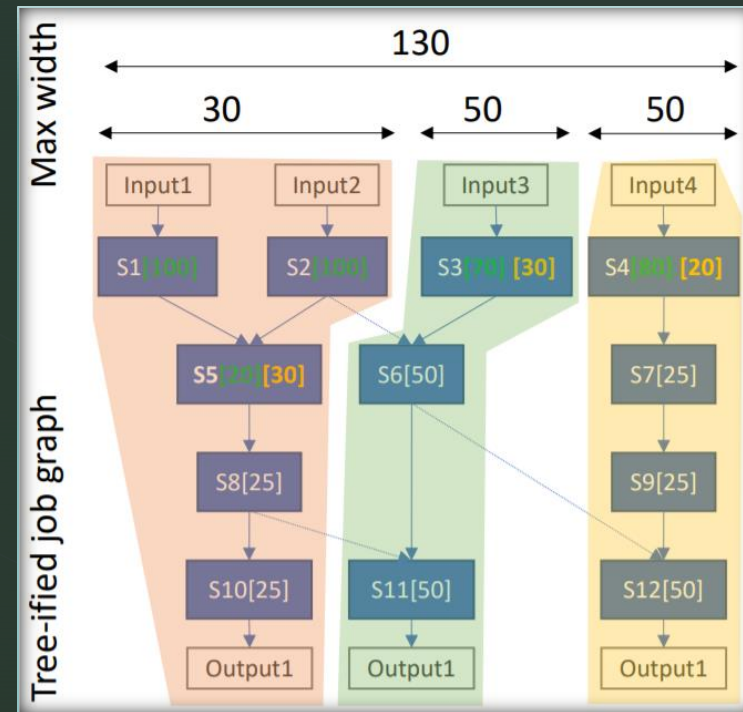 Max width
130
30
50
50
Input1
Input2
Input3
Input4
S1[100]
S2[100]
S3[70][30]
S4[80][20]
S5[20][30]
S6[50]
S7[25]
S8[25]
S9[25]
S10[25]
S11[50]
S12[50]
Output1
Output1
Output1
Tree-ified job graph